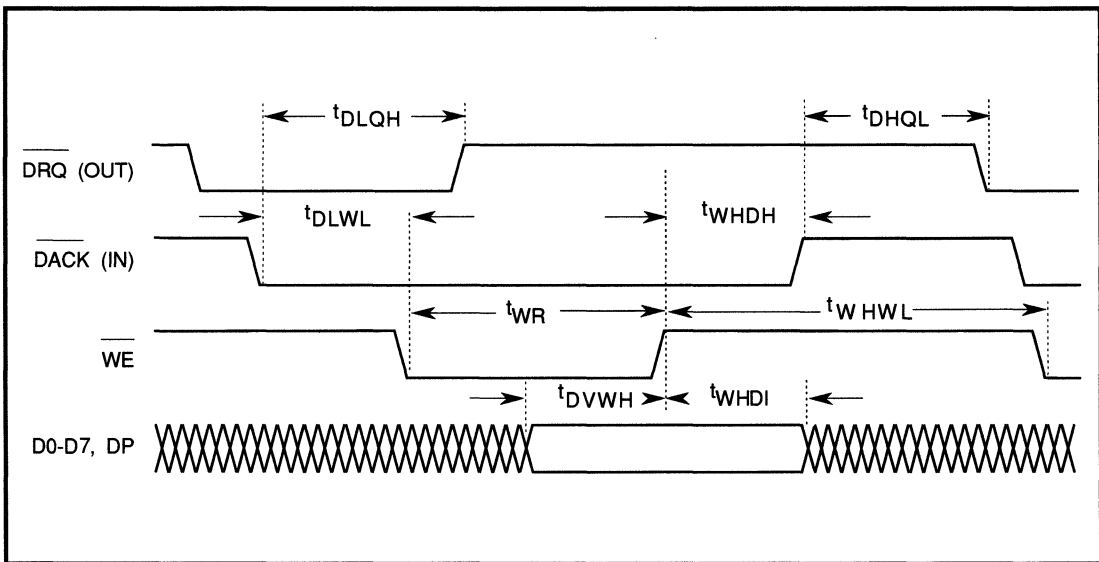 tDLQH
tDHQL
DRQ (OUT)
tDLWL
tWHDH
DACK (IN)
tWR
tWHWL
WE
tDVWH
tWHDI
D0-D7, DP